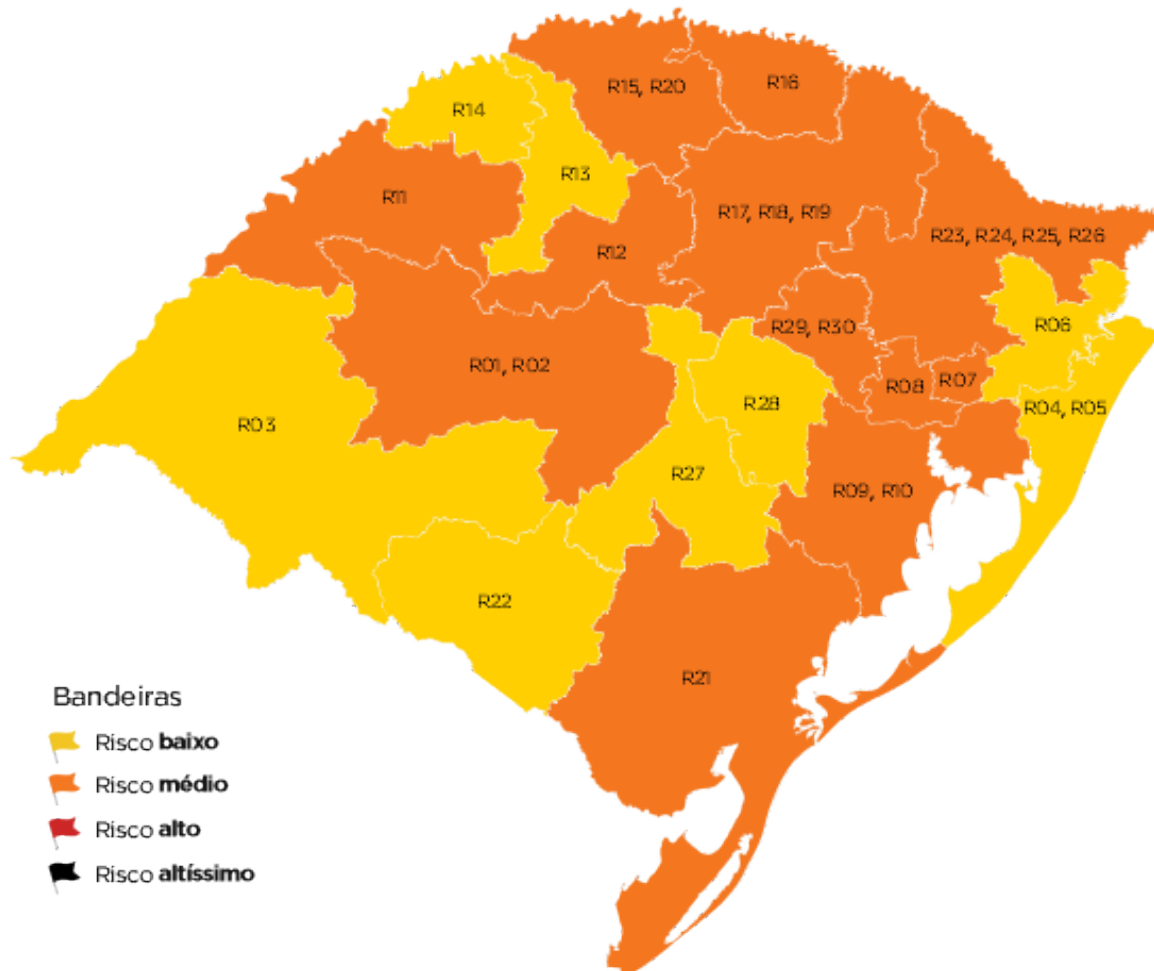 R16
R15, R20
R14
R13
R11
R17, R18, R19
R23, R24, R25, R26
R12
R29, R30
R06
R01, R02
R08
R07
R28
R04, R05
R03
R27
R09, R10
R22
R21
Bandeiras
Risco baixo
Risco médio
Risco alto
Risco altíssimo